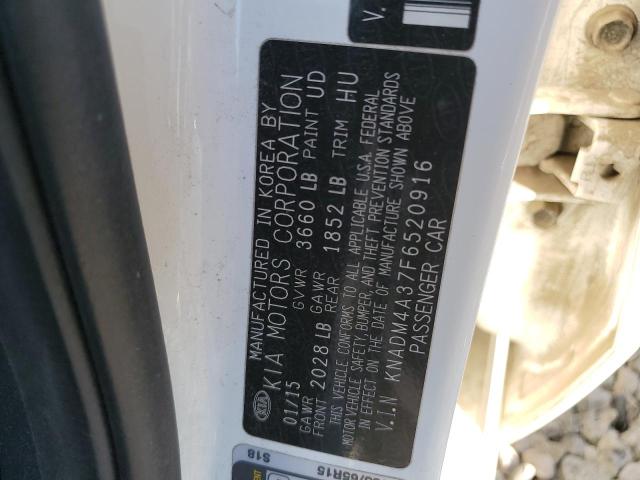 V.
MANUFACTURED IN KOREA BY
KIA MOTORS CORPORATION
KIA
01/15 GVWR 3660 LB PAINT UD
GAWR FRONT 2028 LB GAWR REAR 1852 LB TRIM HU
THIS VEHICLE CONFORMS TO ALL APPLICABLE U.S.A. FEDERAL
MOTOR VEHICLE SAFETY, BUMPER, AND THEFT PREVENTION STANDARDS
IN EFFECT ON THE DATE OF MANUFACTURE SHOWN ABOVE
V.I.N KNADM4A37F6520916
PASSENGER CAR
S18
/65R15